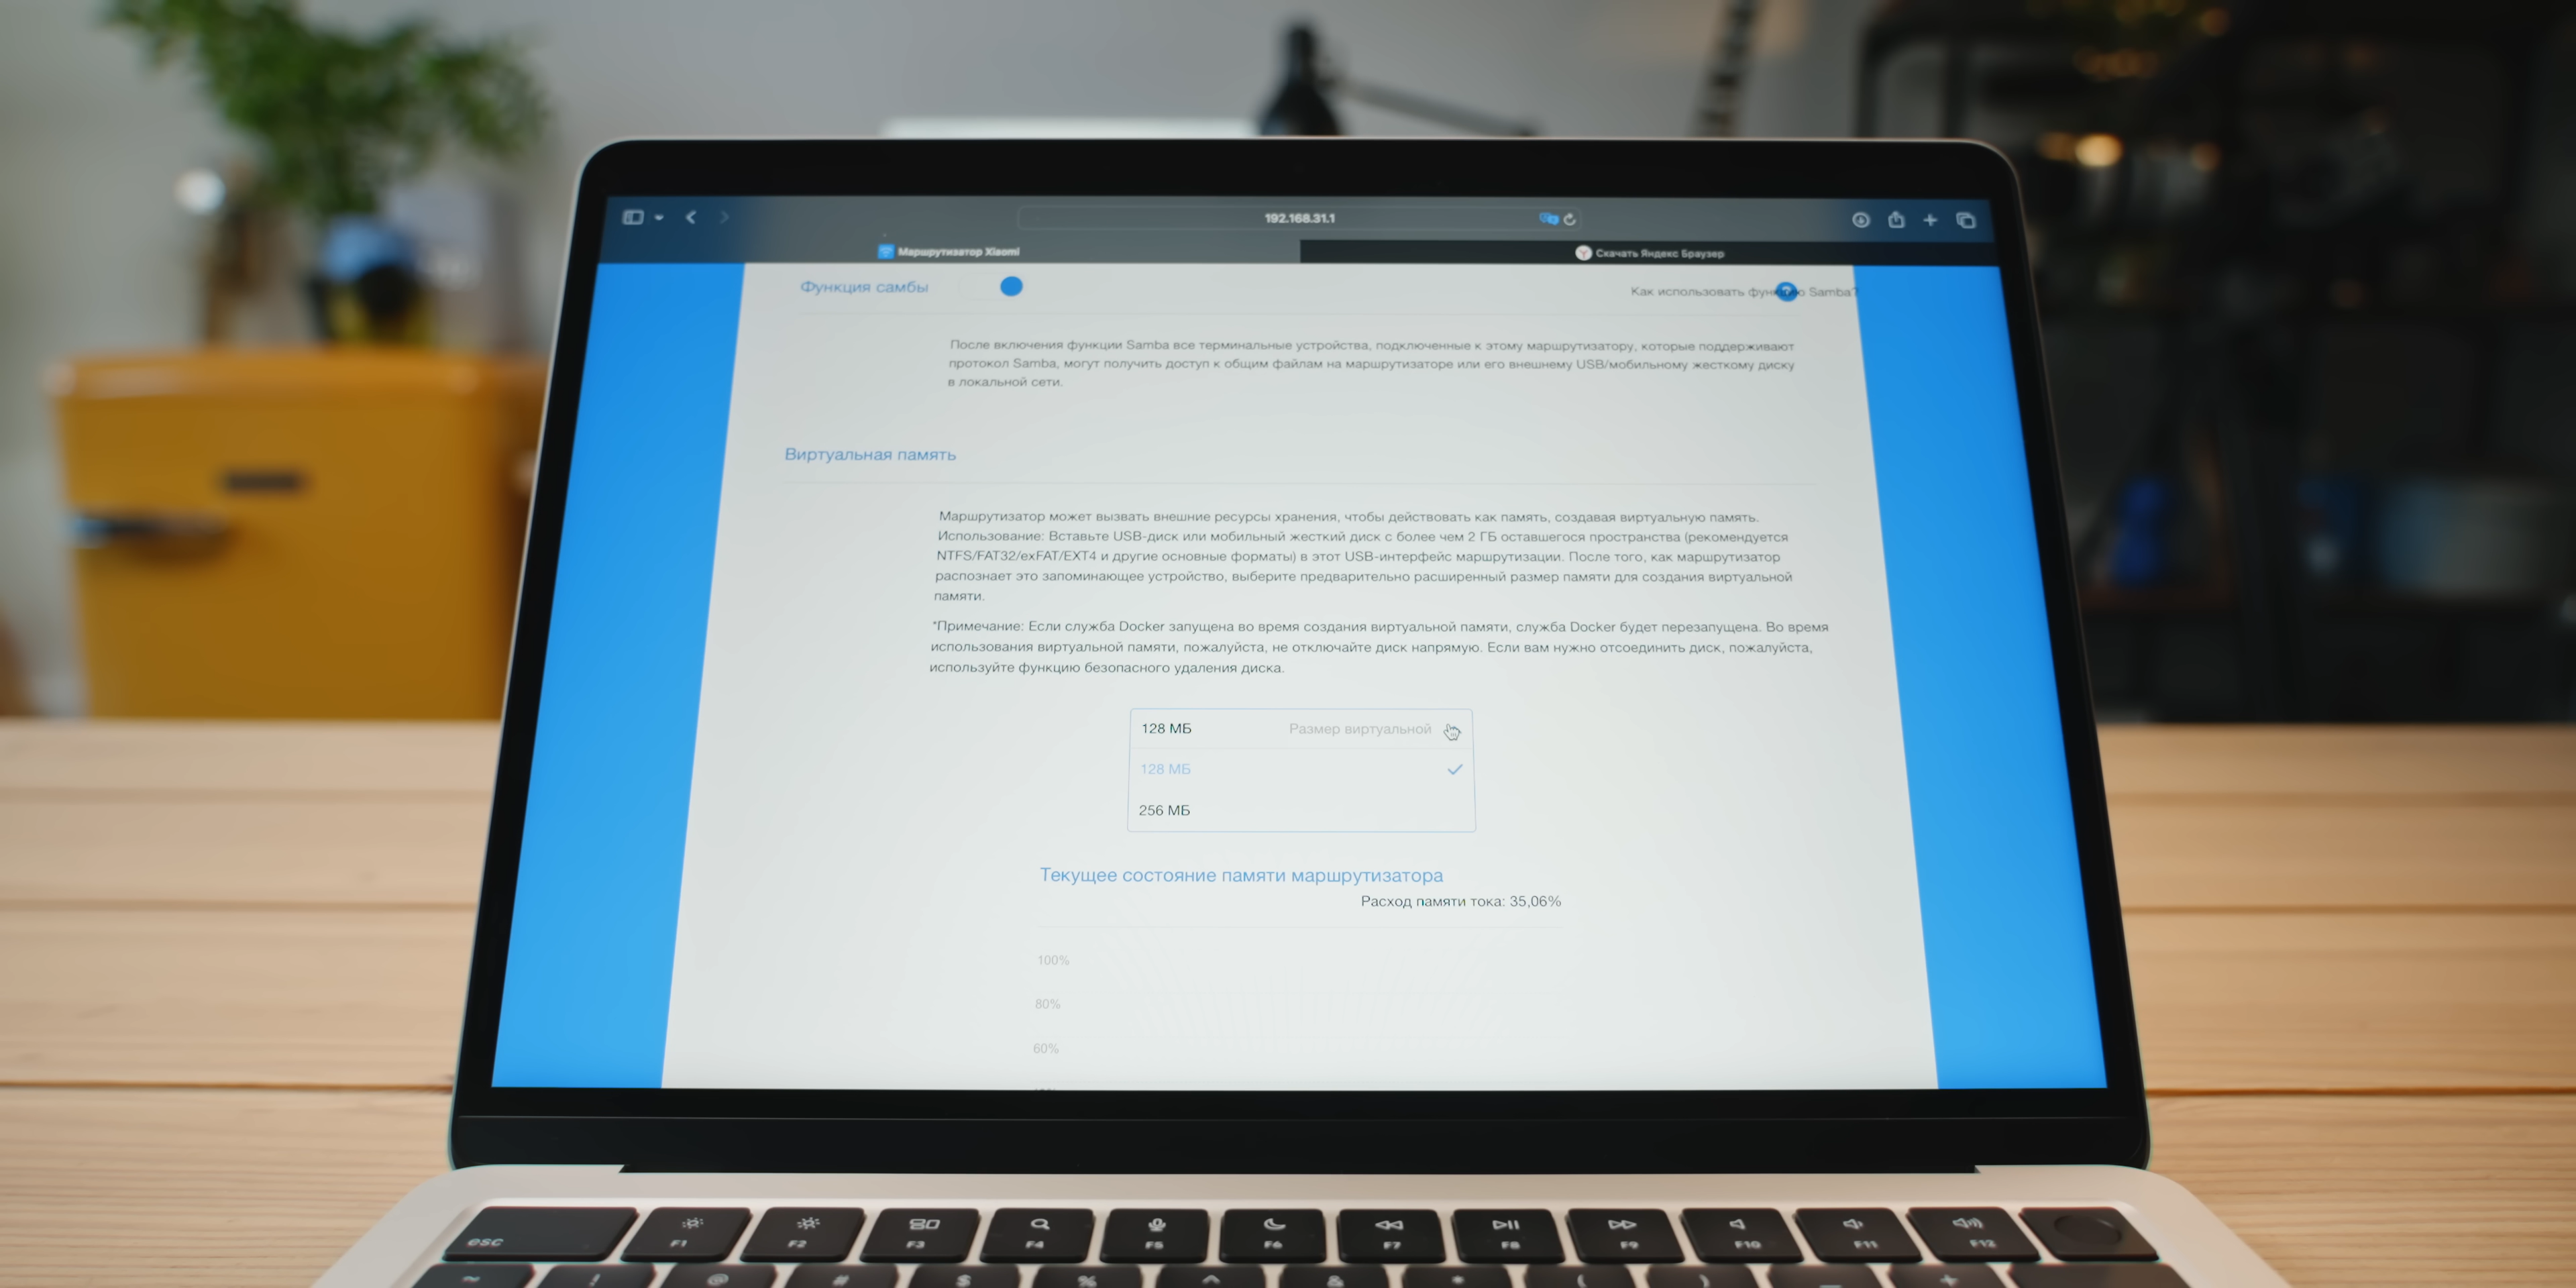 192.168.31.1
Маршрутизатор Xiaomi
Скачать Яндекс Браузер
Функция самбы
Как использовать функ ю Samba?
После включения функции Samba все терминальные устройства, подключенные к этому маршрутизатору, которые поддерживают
протокол Samba, могут получить доступ к общим файлам на маршрутизаторе или его внешнему USB/мобильному жесткому диску
в локальной сети.
Виртуальная память
Маршрутизатор может вызвать внешние ресурсы хранения, чтобы действовать как память, создавая виртуальную память.
Использование: Вставьте USB-диск или мобильный жесткий диск с более чем 2 ГБ оставшегося пространства (рекомендуется
NTFS/FAT32/exFAT/EXT4 и другие основные форматы) в этот USB-интерфейс маршрутизации. После того, как маршрутизатор
распознает это запоминающее устройство, выберите предварительно расширенный размер памяти для создания виртуальной
памяти.
*Примечание: Если служба Docker запущена во время создания виртуальной памяти, служба Docker будет перезапущена. Во время
использования виртуальной памяти, пожалуйста, не отключайте диск напрямую. Если вам нужно отсоединить диск, пожалуйста,
используйте функцию безопасного удаления диска.
128 МБ Размер виртуальной
128 МБ
256 МБ
Текущее состояние памяти маршрутизатора
Расход памяти тока: 35,06%
100%
80%
60%
esc F1 F2 F3 F4 F5 F6 F7 F8 F9 F10 F11 F12
~ ! @ # $ % ^ & * ( ) _ +